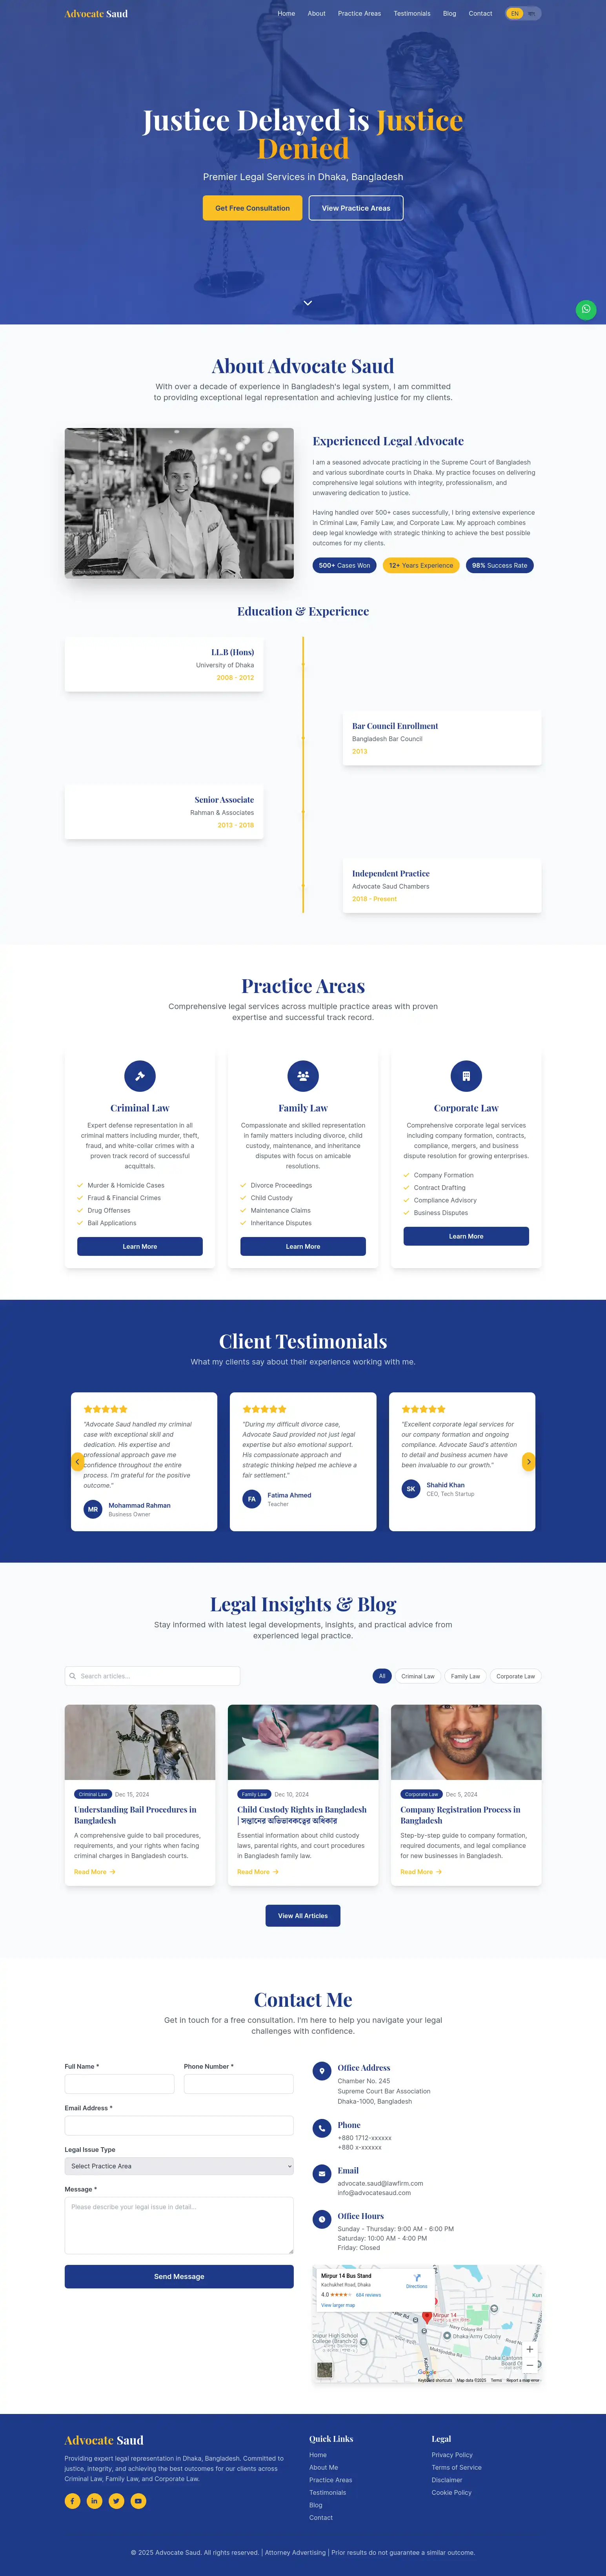 Advocate Saud
Home About Practice Areas Testimonials Blog Contact EN বাং
Justice Delayed is Justice
Denied
Premier Legal Services in Dhaka, Bangladesh
Get Free Consultation View Practice Areas
About Advocate Saud
With over a decade of experience in Bangladesh's legal system, I am committed
to providing exceptional legal representation and achieving justice for my clients.
Experienced Legal Advocate
I am a seasoned advocate practicing in the Supreme Court of Bangladesh
and various subordinate courts in Dhaka. My practice focuses on delivering
comprehensive legal solutions with integrity, professionalism, and
unwavering dedication to justice.
Having handled over 500+ cases successfully, I bring extensive experience
in Criminal Law, Family Law, and Corporate Law. My approach combines
deep legal knowledge with strategic thinking to achieve the best possible
outcomes for my clients.
500+ Cases Won 12+ Years Experience 98% Success Rate
Education & Experience
LL.B (Hons)
University of Dhaka
2008 - 2012
Bar Council Enrollment
Bangladesh Bar Council
2013
Senior Associate
Rahman & Associates
2013 - 2018
Independent Practice
Advocate Saud Chambers
2018 - Present
Practice Areas
Comprehensive legal services across multiple practice areas with proven
expertise and successful track record.
Criminal Law
Expert defense representation in all
criminal matters including murder, theft,
fraud, and white-collar crimes with a
proven track record of successful
acquittals.
Murder & Homicide Cases
Fraud & Financial Crimes
Drug Offenses
Bail Applications
Learn More
Family Law
Compassionate and skilled representation
in family matters including divorce, child
custody, maintenance, and inheritance
disputes with focus on amicable
resolutions.
Divorce Proceedings
Child Custody
Maintenance Claims
Inheritance Disputes
Learn More
Corporate Law
Comprehensive corporate legal services
including company formation, contracts,
compliance, mergers, and business
dispute resolution for growing enterprises.
Company Formation
Contract Drafting
Compliance Advisory
Business Disputes
Learn More
Client Testimonials
What my clients say about their experience working with me.
"Advocate Saud handled my criminal
case with exceptional skill and
dedication. His expertise and
professional approach gave me
confidence throughout the entire
process. I'm grateful for the positive
outcome."
MR
Mohammad Rahman
Business Owner
"During my difficult divorce case,
Advocate Saud provided not just legal
expertise but also emotional support.
His compassionate approach and
strategic thinking helped me achieve a
fair settlement."
FA
Fatima Ahmed
Teacher
"Excellent corporate legal services for
our company formation and ongoing
compliance. Advocate Saud's attention
to detail and business acumen have
been invaluable to our growth."
SK
Shahid Khan
CEO, Tech Startup
Legal Insights & Blog
Stay informed with latest legal developments, insights, and practical advice from
experienced legal practice.
Search articles...
All Criminal Law Family Law Corporate Law
Criminal Law Dec 15, 2024
Understanding Bail Procedures in
Bangladesh
A comprehensive guide to bail procedures,
requirements, and your rights when facing
criminal charges in Bangladesh courts.
Read More
Family Law Dec 10, 2024
Child Custody Rights in Bangladesh
| সন্তানের অভিভাবকত্বের অধিকার
Essential information about child custody
laws, parental rights, and court procedures
in Bangladesh family law.
Read More
Corporate Law Dec 5, 2024
Company Registration Process in
Bangladesh
Step-by-step guide to company formation,
required documents, and legal compliance
for new businesses in Bangladesh.
Read More
View All Articles
Contact Me
Get in touch for a free consultation. I'm here to help you navigate your legal
challenges with confidence.
Full Name * Phone Number *
Email Address *
Legal Issue Type
Select Practice Area
Message *
Please describe your legal issue in detail...
Send Message
Office Address
Chamber No. 245
Supreme Court Bar Association
Dhaka-1000, Bangladesh
Phone
+880 1712-xxxxxx
+880 x-xxxxxx
Email
advocate.saud@lawfirm.com
info@advocatesaud.com
Office Hours
Sunday - Thursday: 9:00 AM - 6:00 PM
Saturday: 10:00 AM - 4:00 PM
Friday: Closed
Mirpur 14 Bus Stand
Kachukhet Road, Dhaka
4.0 684 reviews
View larger map
Directions
Mirpur 14
Dhaka Army Colony
Google
Keyboard shortcuts Map data ©2025 Terms Report a map error
Advocate Saud
Providing expert legal representation in Dhaka, Bangladesh. Committed to
justice, integrity, and achieving the best outcomes for our clients across
Criminal Law, Family Law, and Corporate Law.
Quick Links
Home
About Me
Practice Areas
Testimonials
Blog
Contact
Legal
Privacy Policy
Terms of Service
Disclaimer
Cookie Policy
© 2025 Advocate Saud. All rights reserved. | Attorney Advertising | Prior results do not guarantee a similar outcome.